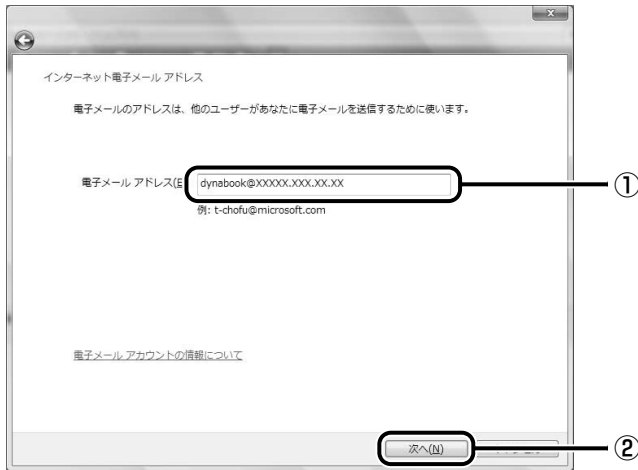 インターネット電子メール アドレス
電子メールのアドレスは、他のユーザーがあなたに電子メールを送信するために使います。
電子メール アドレス(E dynabook@XXXXX.XXX.XX.XX ①
例: t-chofu@microsoft.com
電子メール アカウントの情報について
次へ(N) ②